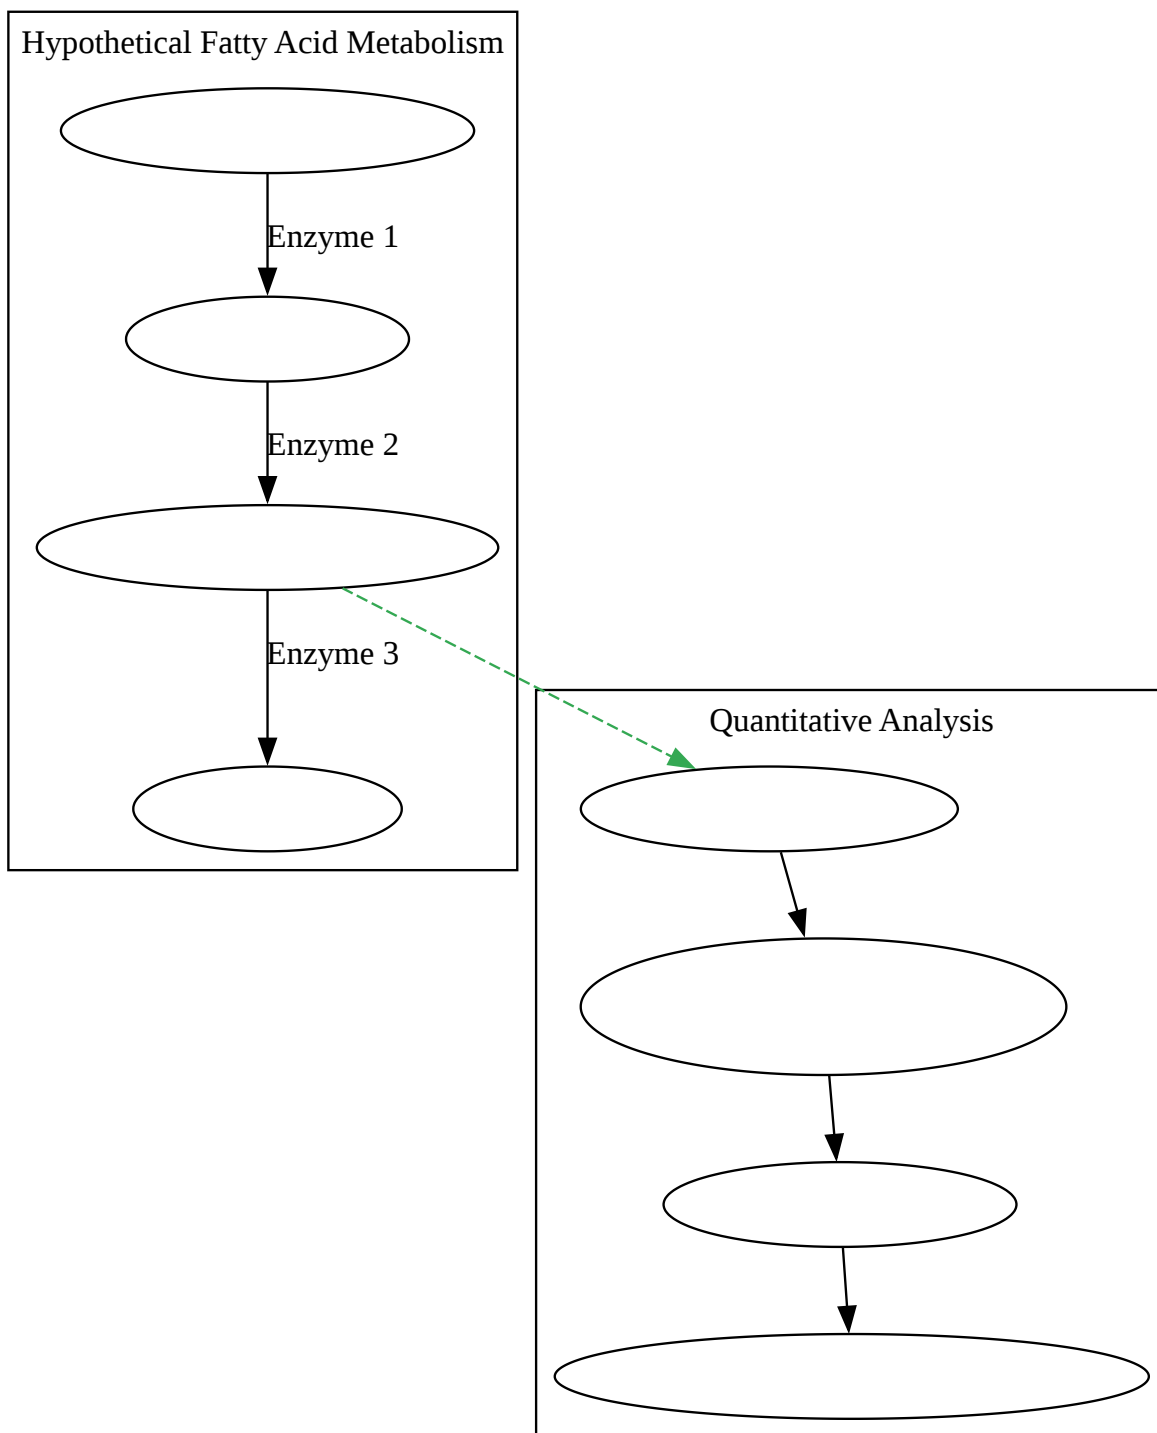 Hypothetical Fatty Acid Metabolism
Enzyme 1
Enzyme 2
Enzyme 3
Quantitative Analysis